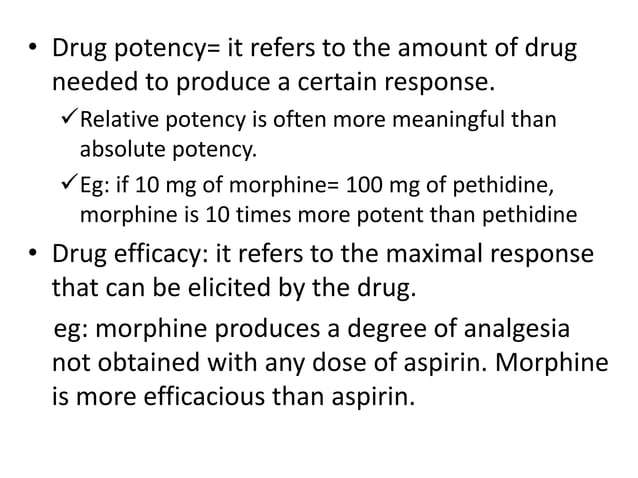 • Drug potency= it refers to the amount of drug
needed to produce a certain response.
✓Relative potency is often more meaningful than
absolute potency.
✓Eg: if 10 mg of morphine= 100 mg of pethidine,
morphine is 10 times more potent than pethidine
• Drug efficacy: it refers to the maximal response
that can be elicited by the drug.
eg: morphine produces a degree of analgesia
not obtained with any dose of aspirin. Morphine
is more efficacious than aspirin.